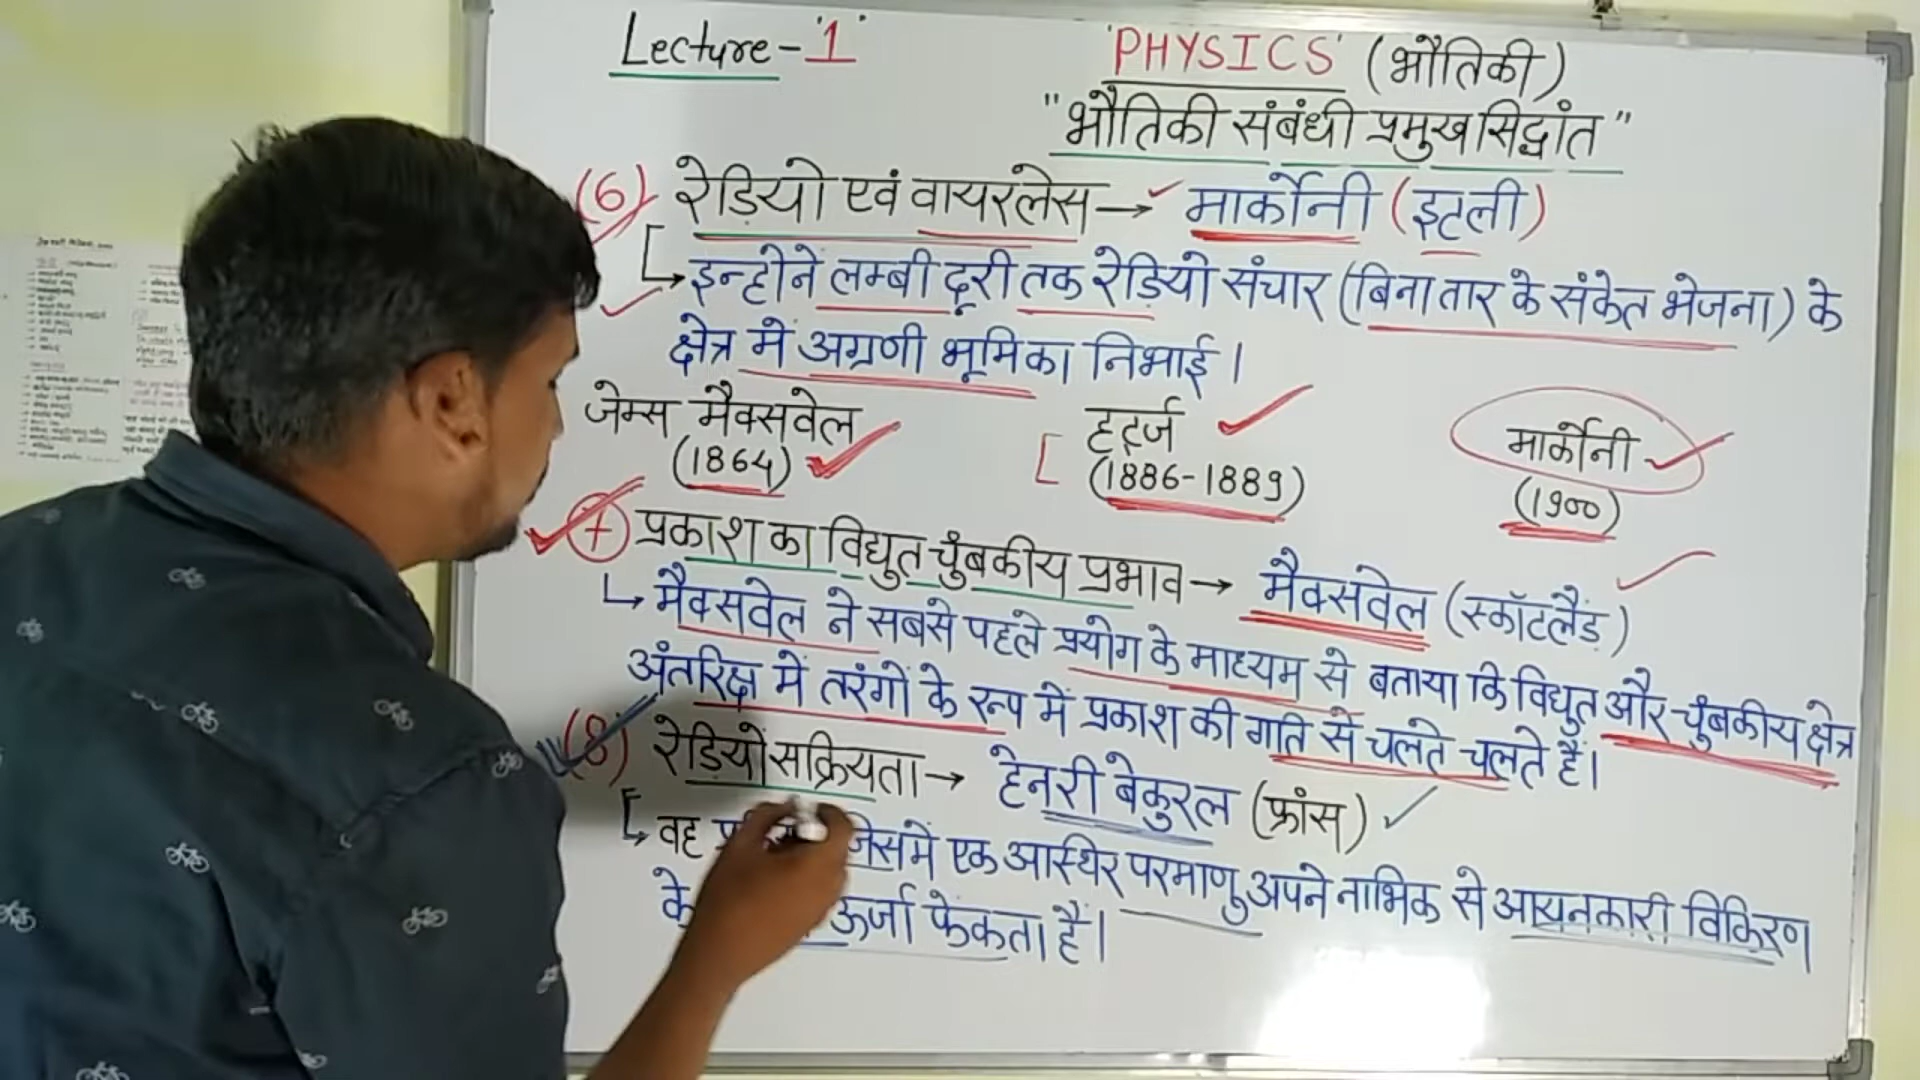 Lecture - '1'
'PHYSICS' (भौतिकी)
"भौतिकी संबंधी प्रमुख सिद्धांत"
(6) रेडियो एवं वायरलेस → मार्कोनी (इटली)
इन्होने लम्बी दूरी तक रेडियो संचार (बिना तार के संकेत भेजना) के
क्षेत्र में अग्रणी भूमिका निभाई।
जेम्स मैक्सवेल
(1864)
हर्ट्ज
(1886-1889)
मार्कोनी
(1900)
प्रकाश का विद्युत चुंबकीय प्रभाव → मैक्सवेल (स्कॉटलैंड)
मैक्सवेल ने सबसे पहले प्रयोग के माध्यम से बताया कि विद्युत और चुंबकीय क्षेत्र
अंतरिक्ष में तरंगों के रूप में प्रकाश की गति से चलते चलते हैं।
(8) रेडियो सक्रियता → हेनरी बेकुरल (फ्रांस)
वह जिसमें एक आस्थिर परमाणु अपने नाभिक से आयनकारी विकिरण
के ऊर्जा फेंकता है।